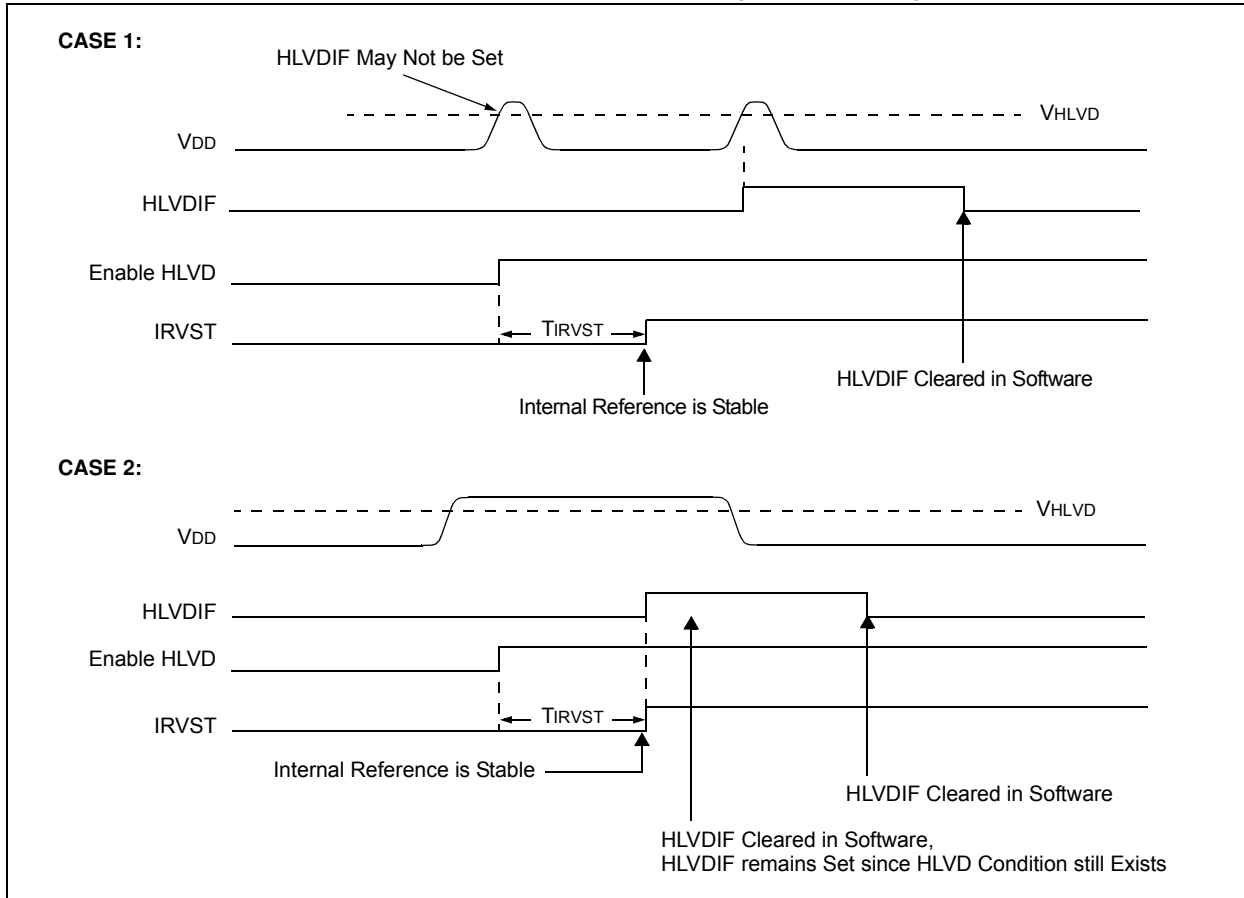 CASE 1:
HLVDIF May Not be Set
VHLVD
VDD
HLVDIF
Enable HLVD
IRVST
TIRVST
HLVDIF Cleared in Software
Internal Reference is Stable
CASE 2:
VHLVD
VDD
HLVDIF
Enable HLVD
IRVST
TIRVST
Internal Reference is Stable
HLVDIF Cleared in Software
HLVDIF Cleared in Software,
HLVDIF remains Set since HLVD Condition still Exists